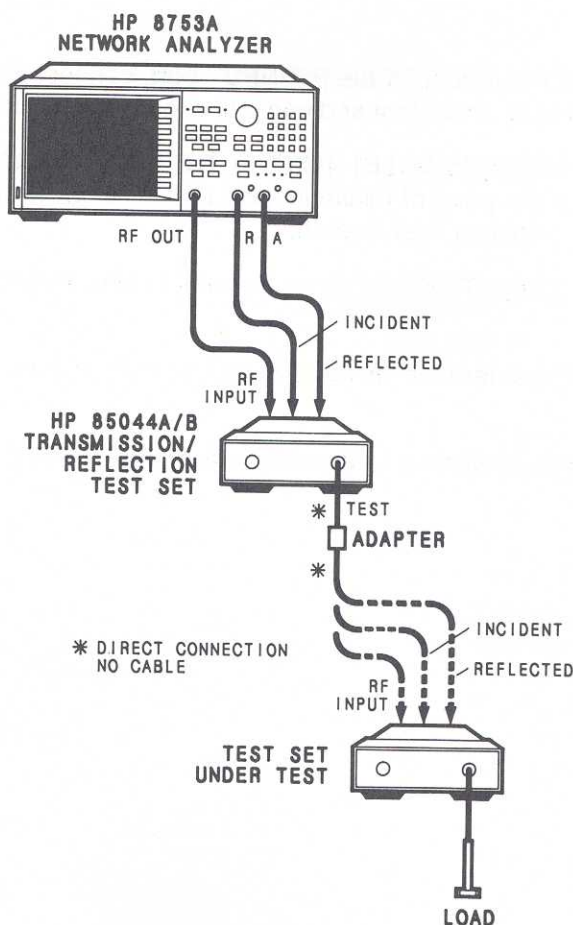 HP 8753A
NETWORK ANALYZER
RF OUT
R
A
INCIDENT
REFLECTED
RF
INPUT
HP 85044A/B
TRANSMISSION/
REFLECTION
TEST SET
* TEST
ADAPTER
*
* DIRECT CONNECTION
NO CABLE
INCIDENT
REFLECTED
RF
INPUT
TEST SET
UNDER TEST
LOAD